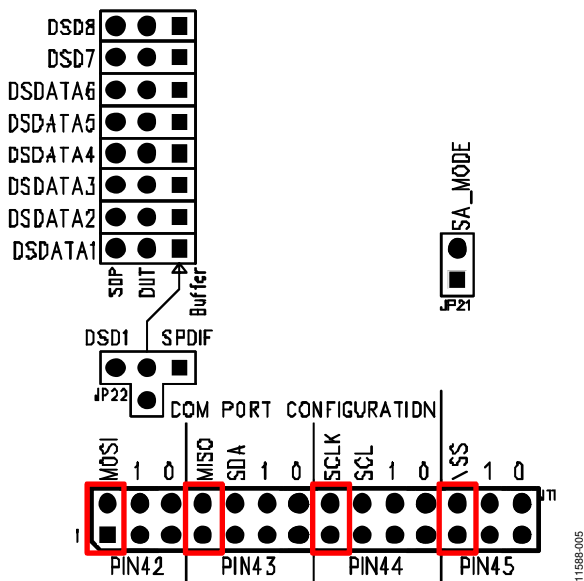 DSD8
DSD7
DSDATA6
DSDATA5
DSDATA4
DSDATA3
DSDATA2
DSDATA1
SDP DUT Buffer
SA_MODE
JP21
DSD1 SPDIF
JP22
COM PORT CONFIGURATION
MOSI 1 0 MISO SDA 1 0 SCLK SCL 1 0 \SS 1 0
1
J11
PIN42 PIN43 PIN44 PIN45
11588-005